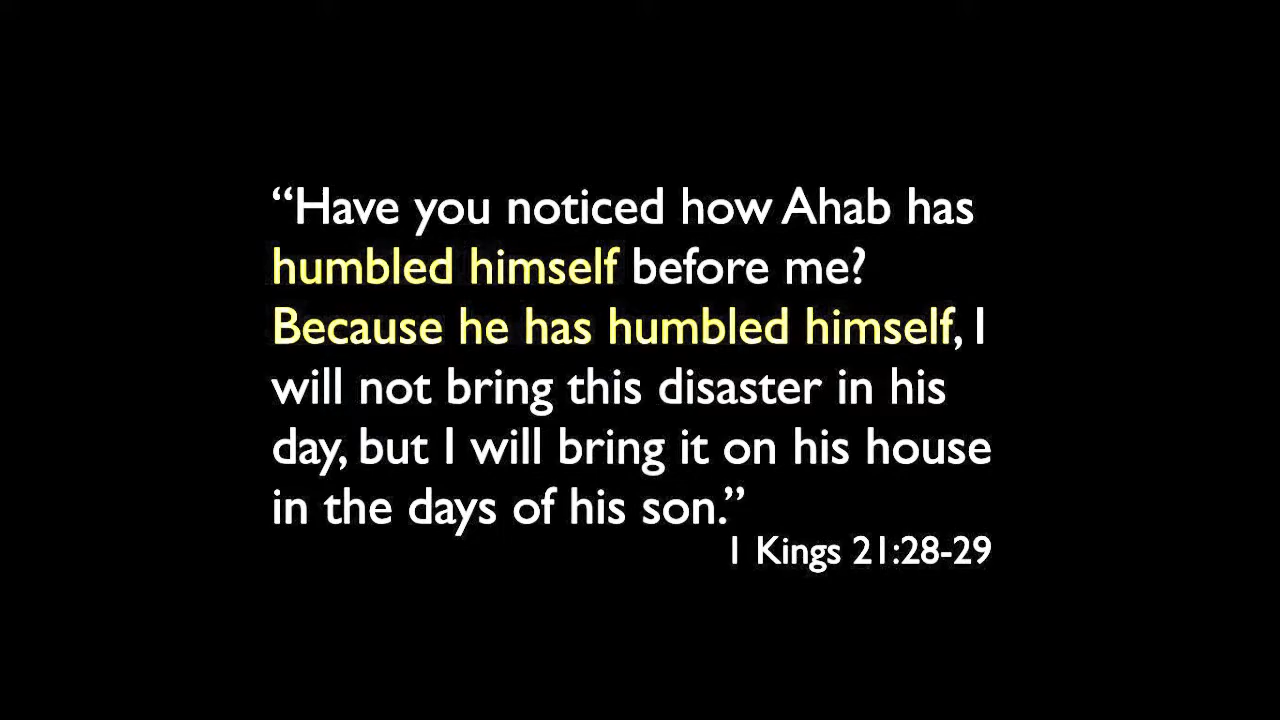 “Have you noticed how Ahab has
humbled himself before me?
Because he has humbled himself, I
will not bring this disaster in his
day, but I will bring it on his house
in the days of his son.”
1 Kings 21:28-29